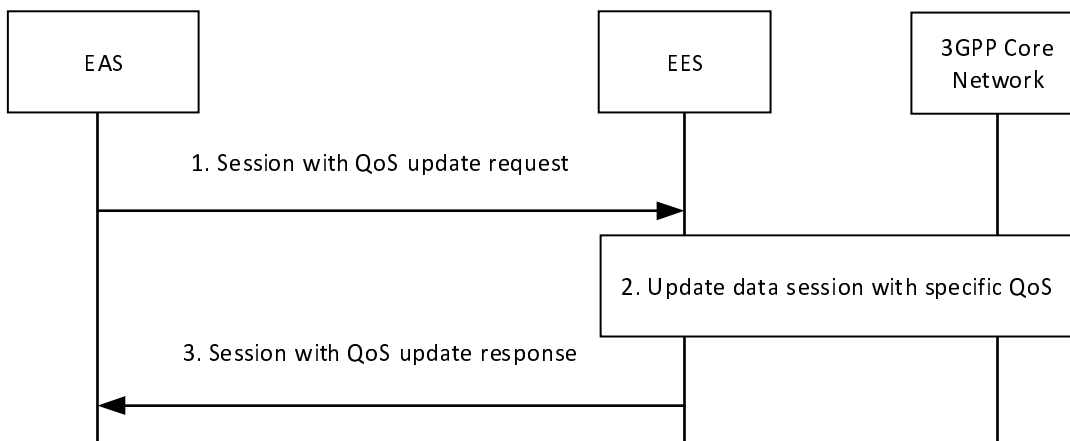 EAS
EES
3GPP Core
Network
1. Session with QoS update request
2. Update data session with specific QoS
3. Session with QoS update response